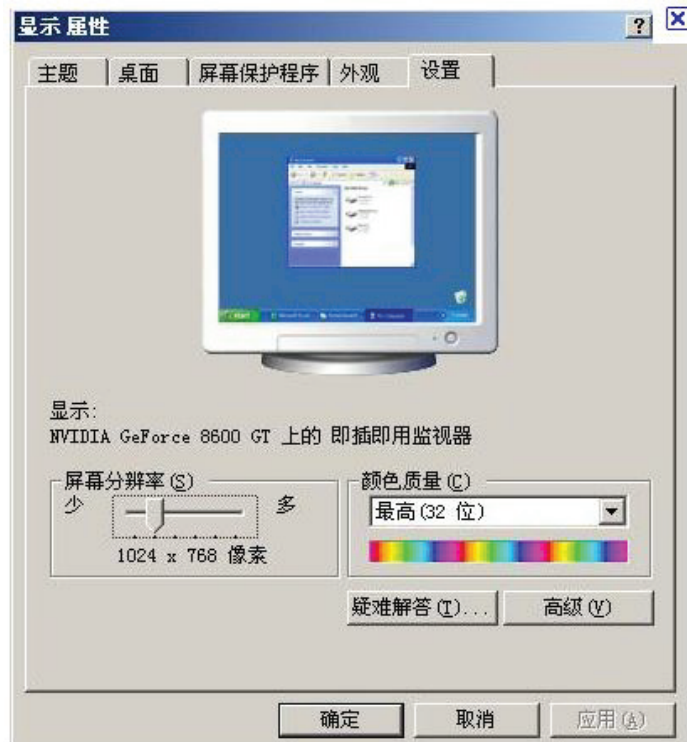 显示 属性
主题 桌面 屏幕保护程序 外观 设置
显示:
NVIDIA GeForce 8600 GT 上的 即插即用监视器
屏幕分辨率(S)
少 多
1024 x 768 像素
颜色质量(C)
最高(32 位)
疑难解答(T)... 高级(V)
确定 取消 应用(A)